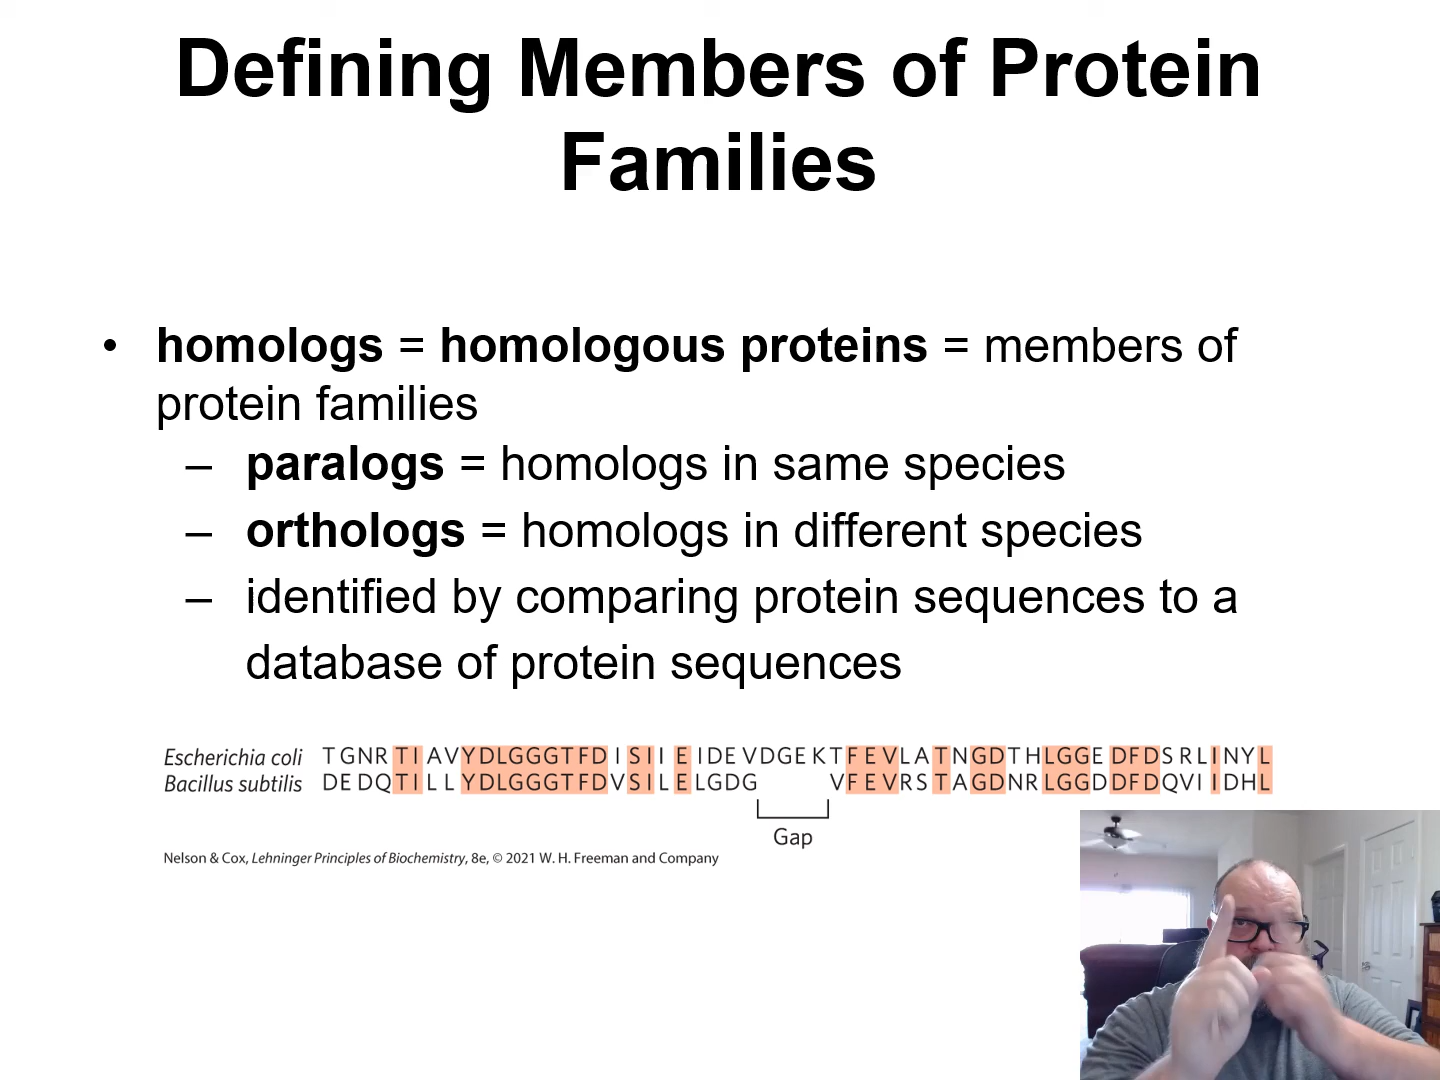 Defining Members of Protein
Families
• homologs = homologous proteins = members of
protein families
– paralogs = homologs in same species
– orthologs = homologs in different species
– identified by comparing protein sequences to a
database of protein sequences
Escherichia coli TGNRTIAVYDLGGGTFDISIIEIDEVDGEKTFEVLATNGDTHLGGEDFDSRLINYL
Bacillus subtilis DEDQTILLYDLGGGTFDVSILELGDG VFEVRSTAGDNRLGGDDFDQVIIDHL
Gap
Nelson & Cox, Lehninger Principles of Biochemistry, 8e, © 2021 W. H. Freeman and Company